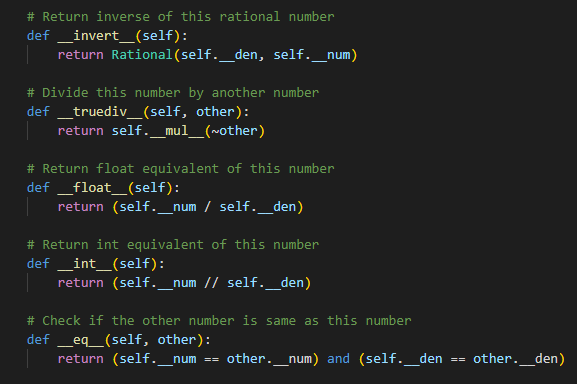 # Return inverse of this rational number
def __invert__(self):
    return Rational(self.__den, self.__num)

# Divide this number by another number
def __truediv__(self, other):
    return self.__mul__(~other)

# Return float equivalent of this number
def __float__(self):
    return (self.__num / self.__den)

# Return int equivalent of this number
def __int__(self):
    return (self.__num // self.__den)

# Check if the other number is same as this number
def __eq__(self, other):
    return (self.__num == other.__num) and (self.__den == other.__den)